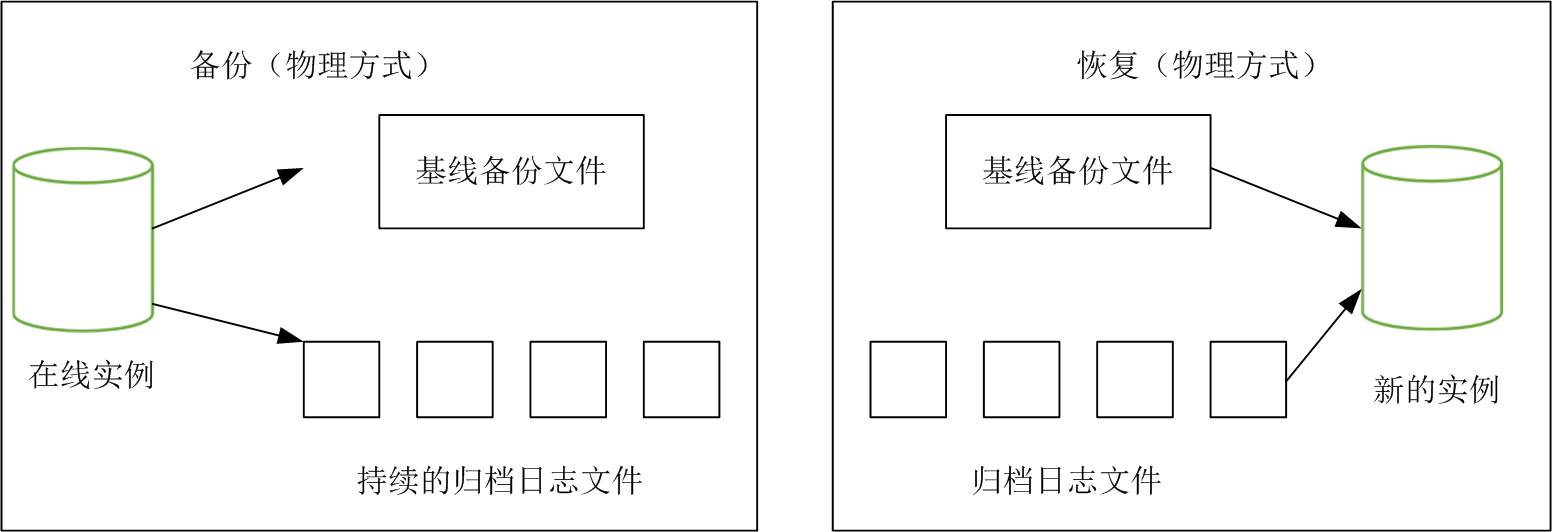 备份（物理方式）
基线备份文件
在线实例
持续的归档日志文件
恢复（物理方式）
基线备份文件
新的实例
归档日志文件